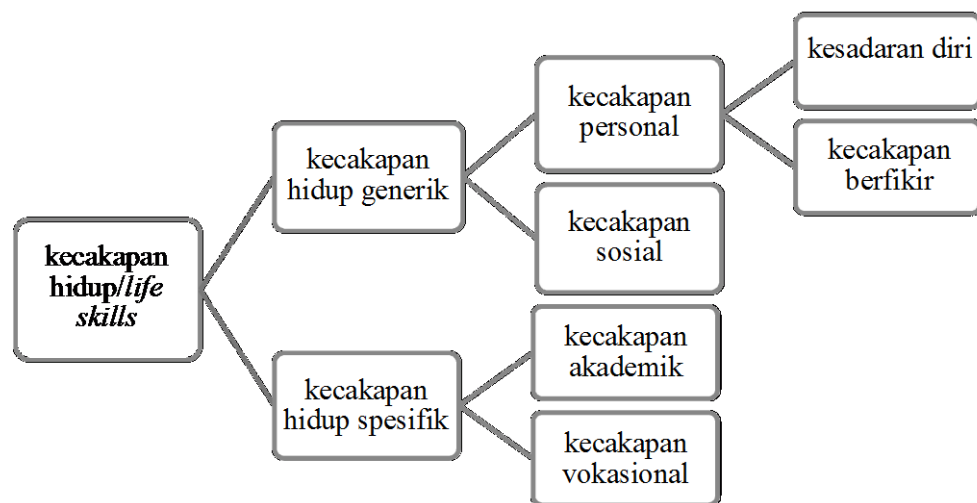 kecakapan
hidup/life
skills
kecakapan
hidup generik
kecakapan
personal
kesadaran diri
kecakapan
berfikir
kecakapan
sosial
kecakapan
hidup spesifik
kecakapan
akademik
kecakapan
vokasional